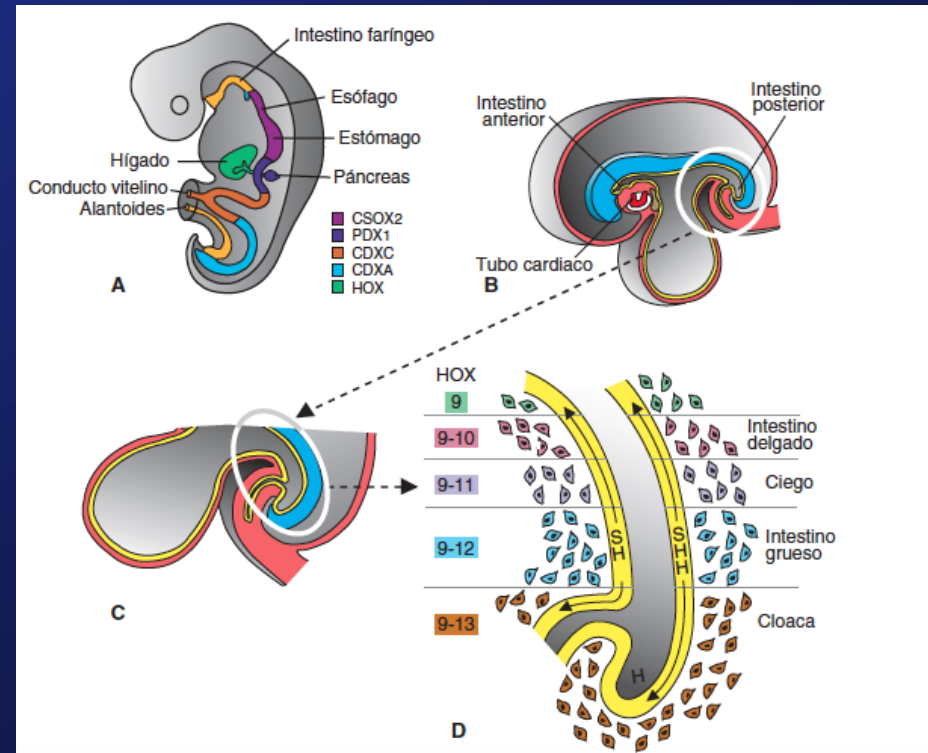 Intestino faríngeo
Esófago
Estómago
Hígado
Páncreas
Conducto vitelino
Alantoides
CSOX2
PDX1
CDXC
CDXA
HOX
A
Intestino
anterior
Intestino
posterior
Tubo cardiaco
B
C
HOX
9
9-10
Intestino
delgado
9-11
Ciego
9-12
Intestino
grueso
9-13
Cloaca
SH
SHH
H
D